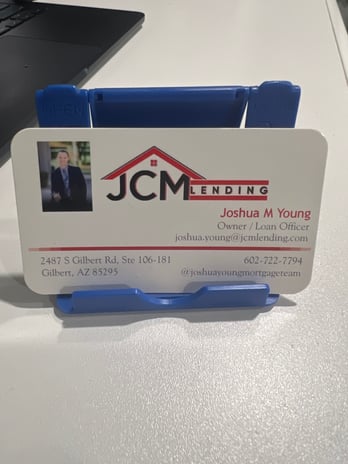 JCM LENDING
Joshua M Young
Owner / Loan Officer
joshua.young@jcmlending.com
2487 S Gilbert Rd, Ste 106-181
602-722-7794
Gilbert, AZ 85295
@joshuayoungmortgageteam